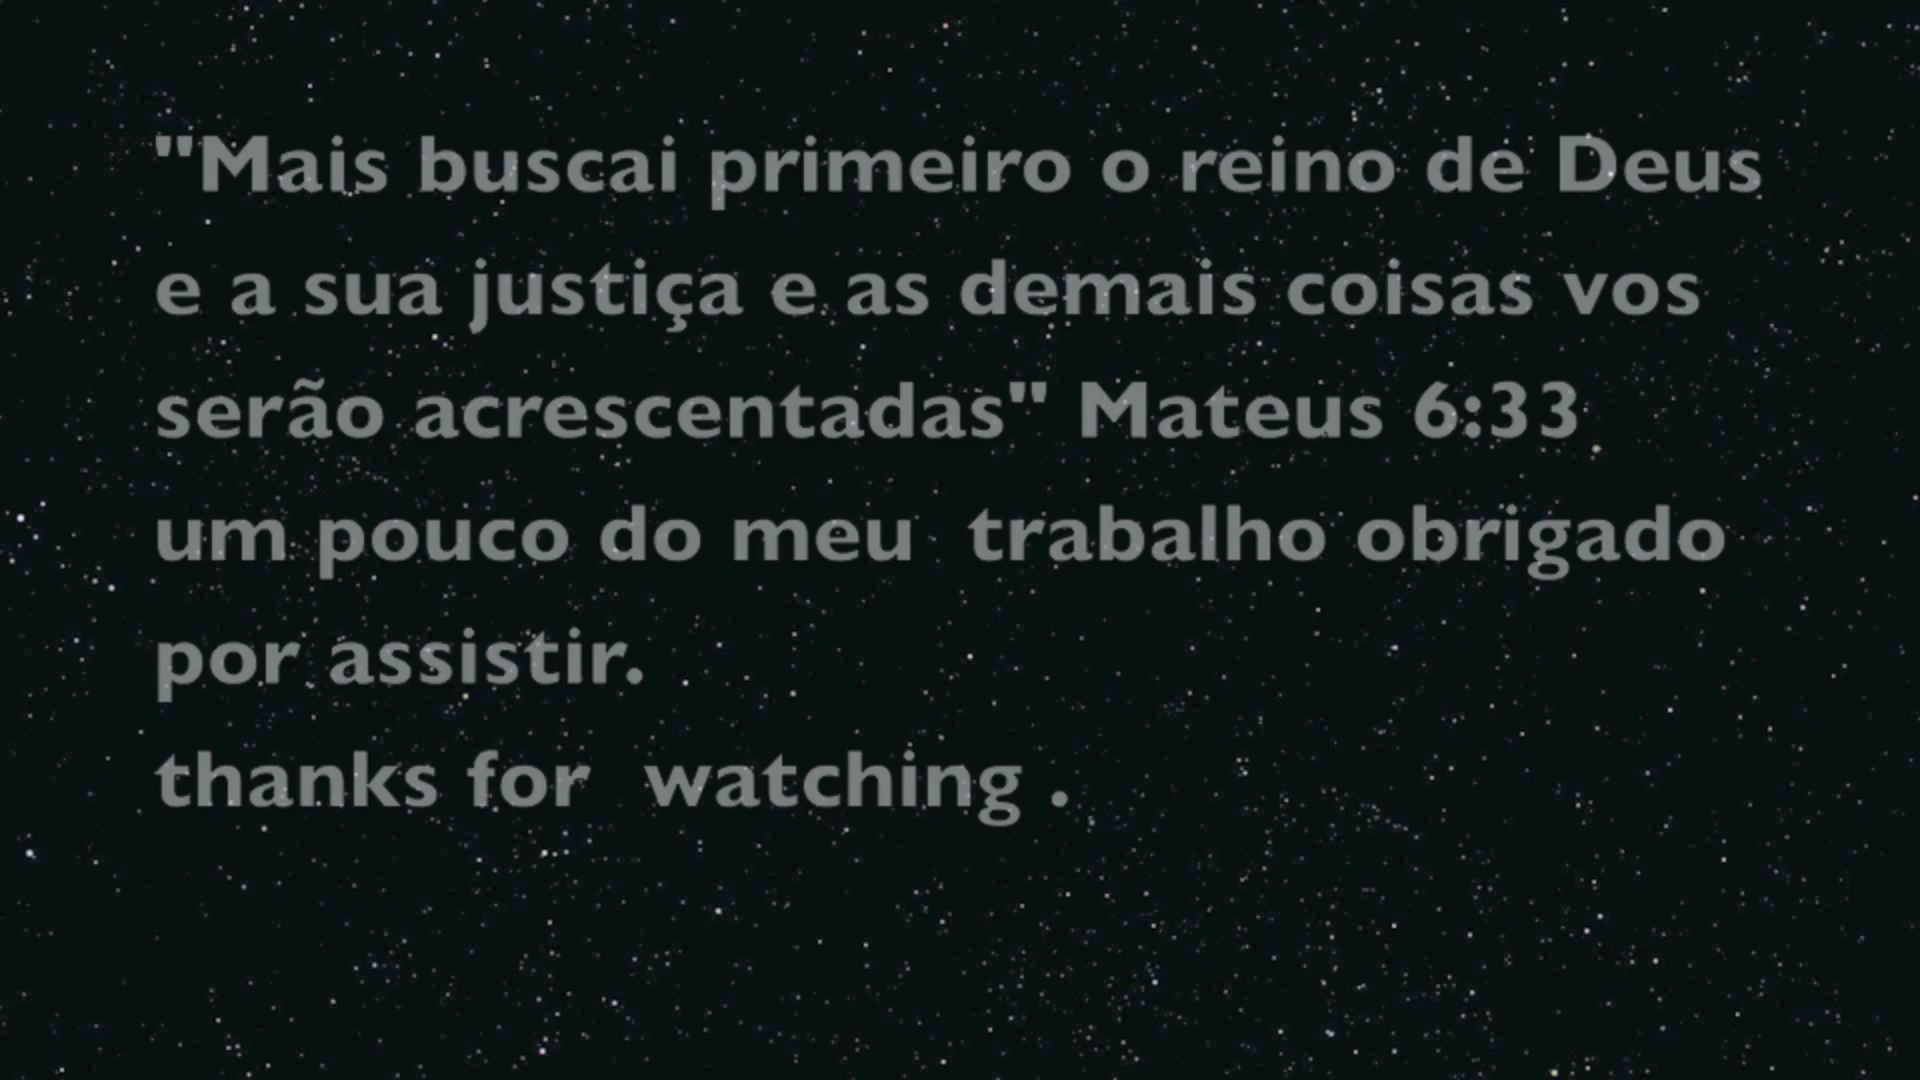 "Mais buscai primeiro o reino de Deus
e a sua justiça e as demais coisas vos
serão acrescentadas" Mateus 6:33
um pouco do meu  trabalho obrigado
por assistir.
thanks for  watching .